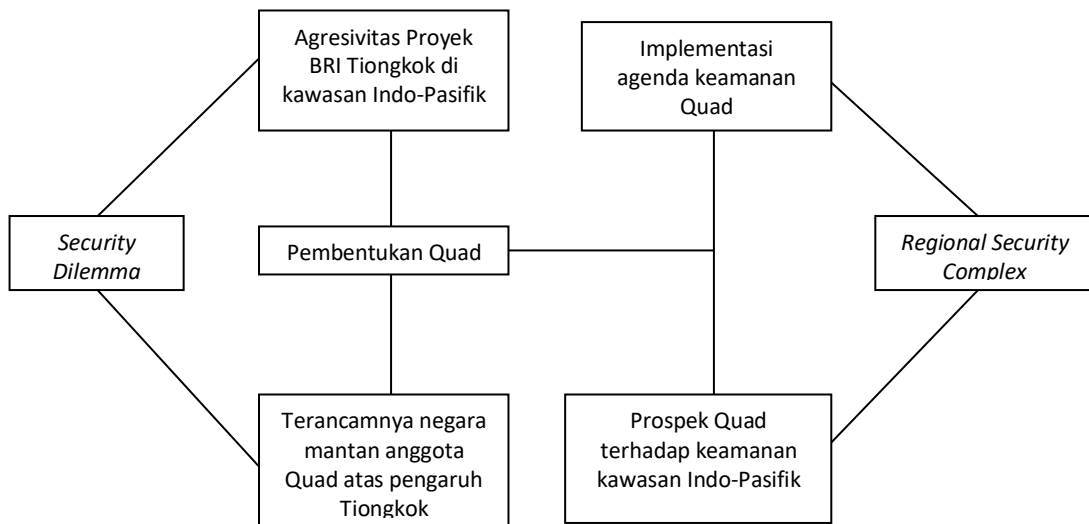 Agresivitas Proyek
BRI Tiongkok di
kawasan Indo-Pasifik
Implementasi
agenda keamanan
Quad
Security
Dilemma
Pembentukan Quad
Regional Security
Complex
Terancamnya negara
mantan anggota
Quad atas pengaruh
Tiongkok
Prospek Quad
terhadap keamanan
kawasan Indo-Pasifik